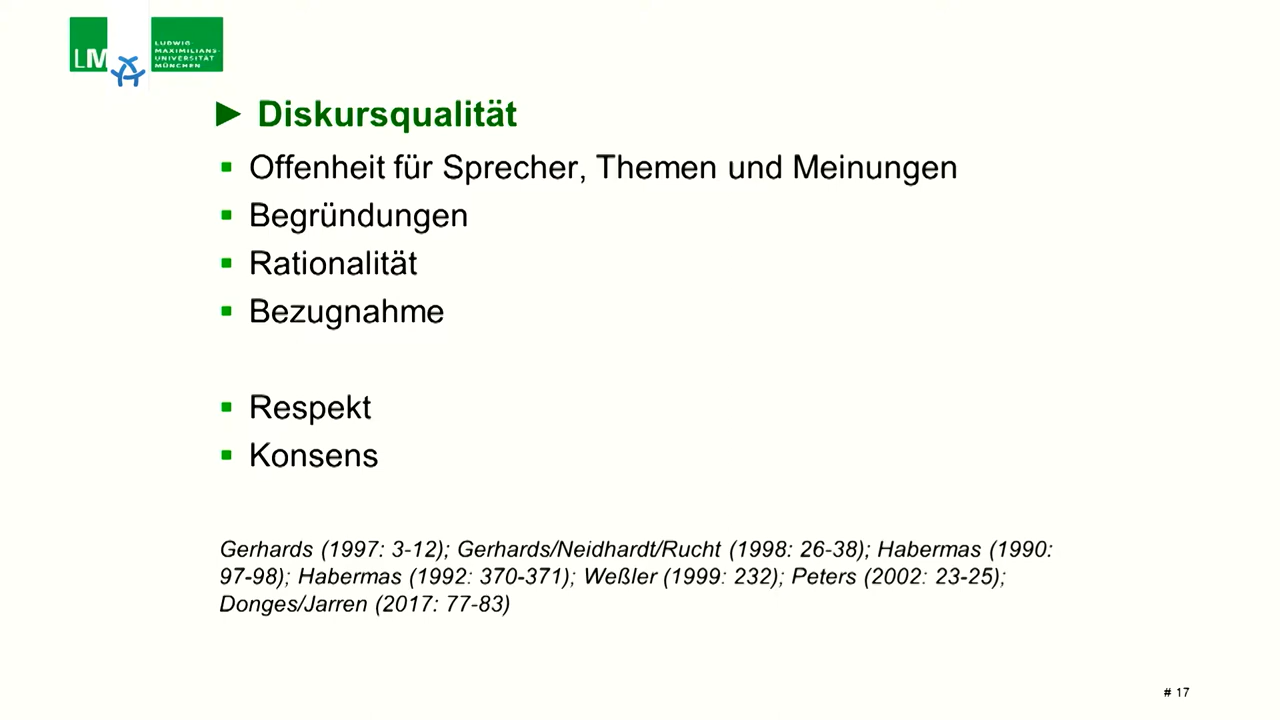 LM
LUDWIG
MAXIMILIANS-
UNIVERSITÄT
MÜNCHEN
► Diskursqualität
▪ Offenheit für Sprecher, Themen und Meinungen
▪ Begründungen
▪ Rationalität
▪ Bezugnahme
▪ Respekt
▪ Konsens
Gerhards (1997: 3-12); Gerhards/Neidhardt/Rucht (1998: 26-38); Habermas (1990:
97-98); Habermas (1992: 370-371); Weßler (1999: 232); Peters (2002: 23-25);
Donges/Jarren (2017: 77-83)
# 17